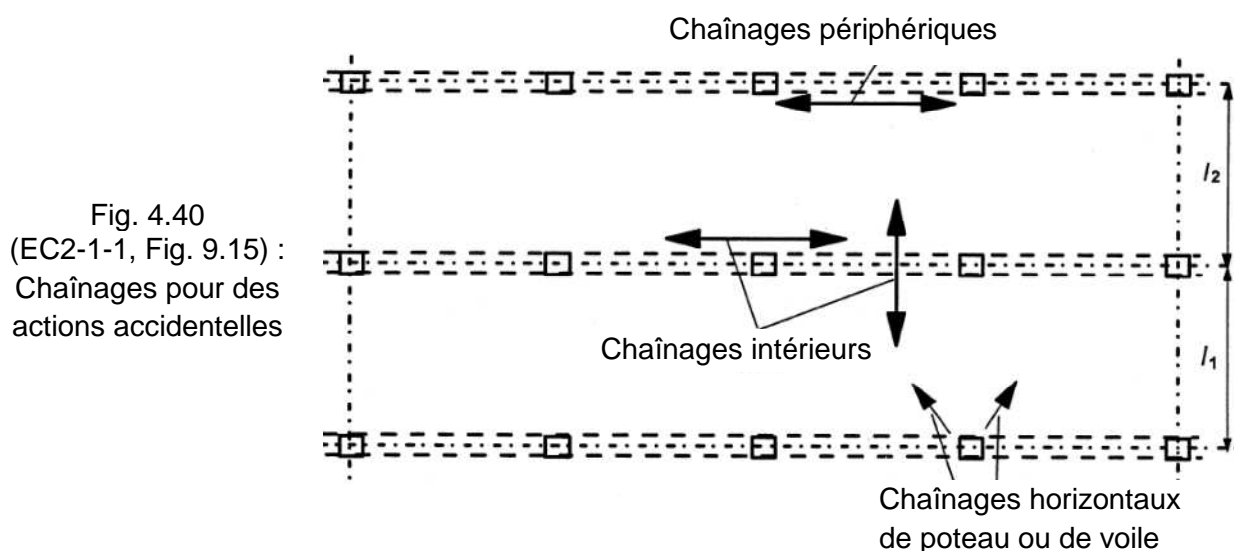 Chaînages périphériques
l₂
Fig. 4.40
(EC2-1-1, Fig. 9.15) :
Chaînages pour des
actions accidentelles
Chaînages intérieurs
l₁
Chaînages horizontaux
de poteau ou de voile